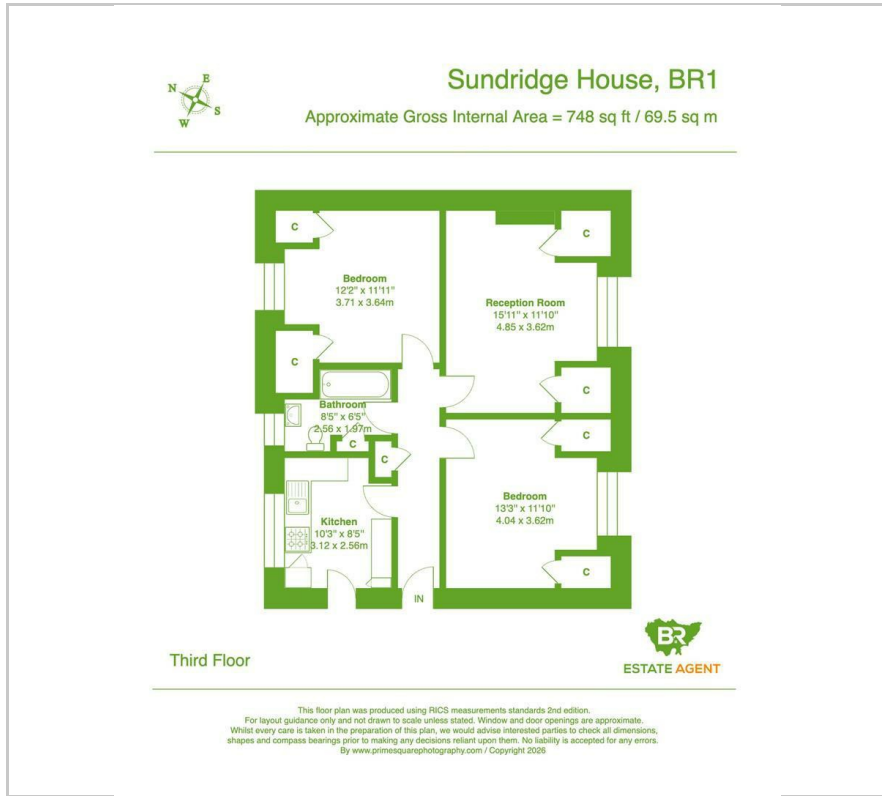 N
E
S
W
Sundridge House, BR1
Approximate Gross Internal Area = 748 sq ft / 69.5 sq m
C
C
Bedroom
12'2" x 11'11"
3.71 x 3.64m
Reception Room
15'11" x 11'10"
4.85 x 3.62m
C
C
Bathroom
8'5" x 6'5"
2.56 x 1.97m
C
C
C
Kitchen
10'3" x 8'5"
3.12 x 2.56m
Bedroom
13'3" x 11'10"
4.04 x 3.62m
C
IN
Third Floor
BR
ESTATE AGENT
This floor plan was produced using RICS measurements standards 2nd edition.
For layout guidance only and not drawn to scale unless stated. Window and door openings are approximate.
Whilst every care is taken in the preparation of this plan, we would advise interested parties to check all dimensions,
shapes and compass bearings prior to making any decisions reliant upon them. No liability is accepted for any errors.
By www.primesquarephotography.com / Copyright 2026